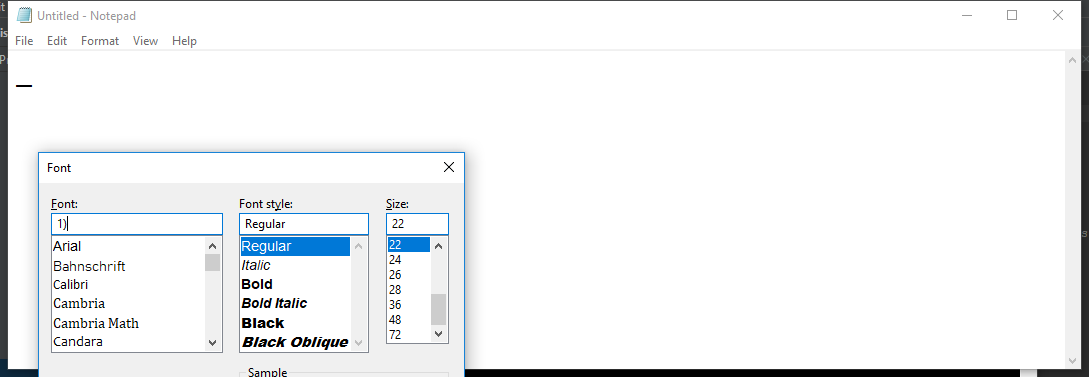 Untitled - Notepad
File Edit Format View Help
—
Font
Font: Font style: Size:
1) Regular 22
Arial Regular 22
Bahnschrift Italic 24
Calibri Bold 26
Cambria Bold Italic 28
Cambria Math Black 36
Candara Black Oblique 48
72
Sample